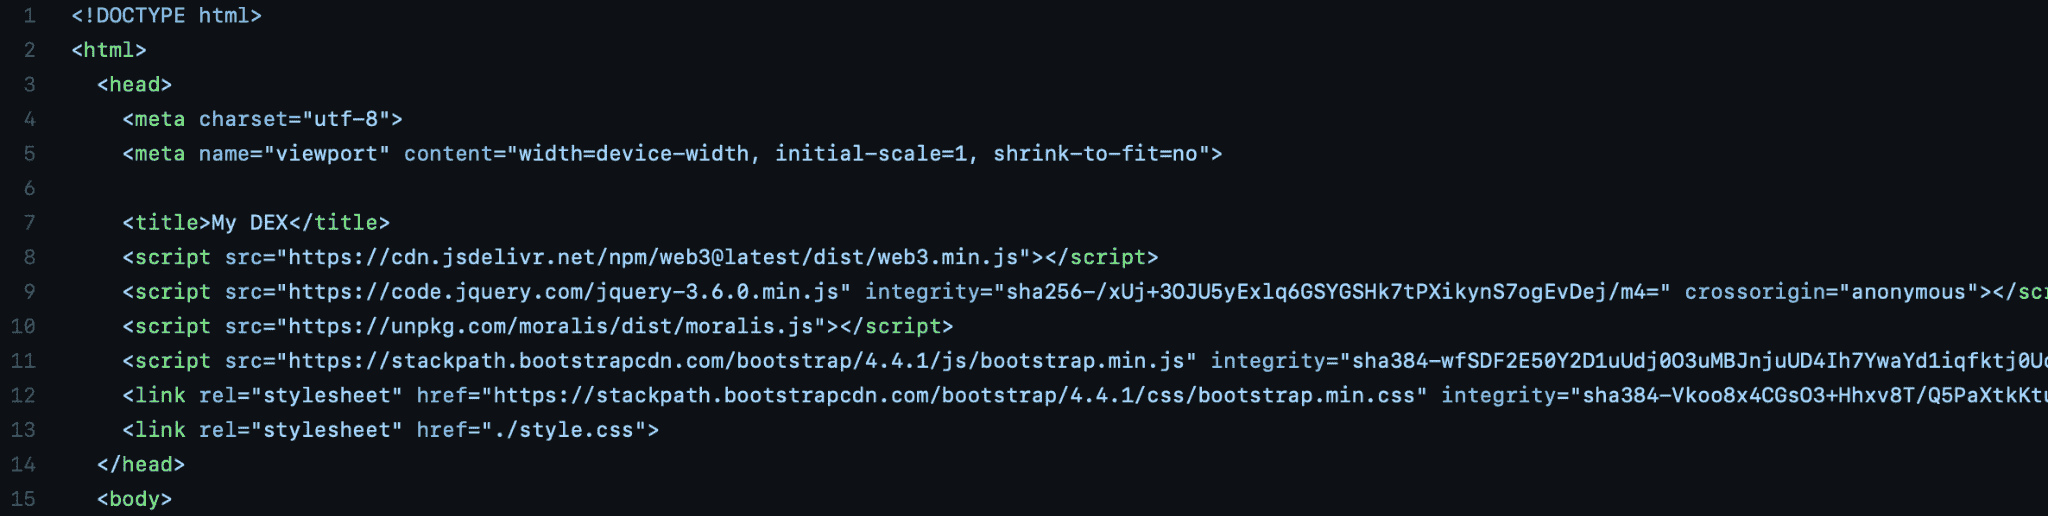 1 <!DOCTYPE html>
2 <html>
3 <head>
4 <meta charset="utf-8">
5 <meta name="viewport" content="width=device-width, initial-scale=1, shrink-to-fit=no">
6
7 <title>My DEX</title>
8 <script src="https://cdn.jsdelivr.net/npm/web3@latest/dist/web3.min.js"></script>
9 <script src="https://code.jquery.com/jquery-3.6.0.min.js" integrity="sha256-/xUj+3OJU5yExlq6GSYGSHk7tPXikynS7ogEvDej/m4=" crossorigin="anonymous"></scr
10 <script src="https://unpkg.com/moralis/dist/moralis.js"></script>
11 <script src="https://stackpath.bootstrapcdn.com/bootstrap/4.4.1/js/bootstrap.min.js" integrity="sha384-wfSDF2E50Y2D1uUdj0O3uMBJnjuUD4Ih7YwaYd1iqfktj0Uo
12 <link rel="stylesheet" href="https://stackpath.bootstrapcdn.com/bootstrap/4.4.1/css/bootstrap.min.css" integrity="sha384-Vkoo8x4CGsO3+Hhxv8T/Q5PaXtkKtu
13 <link rel="stylesheet" href="./style.css">
14 </head>
15 <body>